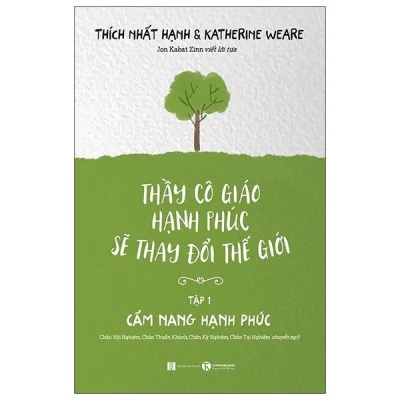 THÍCH NHẤT HẠNH & KATHERINE WEARE
Jon Kabat Zinn viết lời tựa
THẦY CÔ GIÁO
HẠNH PHÚC
SẼ THAY ĐỔI THẾ GIỚI
TẬP 1
CẨM NANG HẠNH PHÚC
Chân Hội Nghiêm, Chân Thuần Khánh, Chân Kỳ Nghiêm, Chân Tại Nghiêm chuyển ngữ